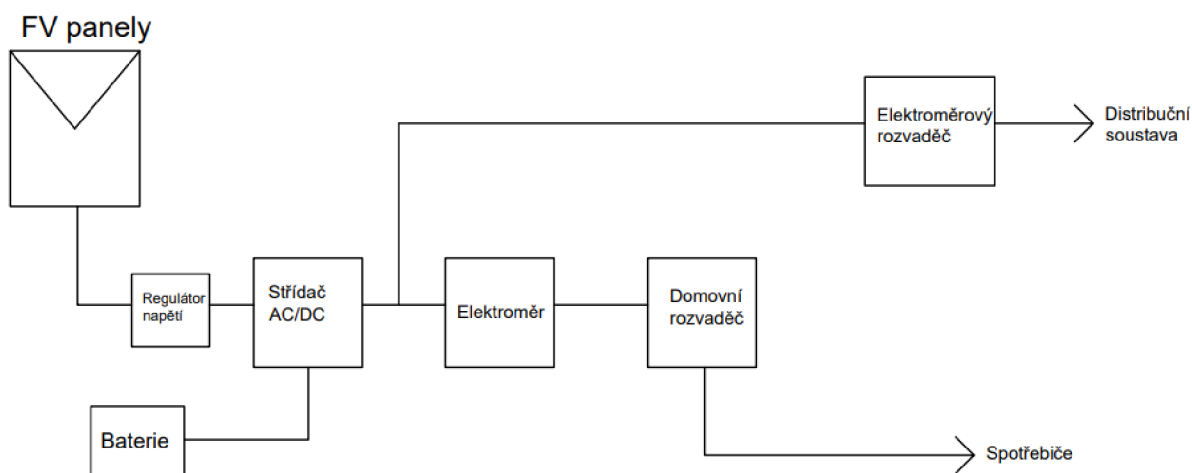 FV panely
Elektroměrový
rozvaděč
Distribuční
soustava
Regulátor
napětí
Střídač
AC/DC
Elektroměr
Domovní
rozvaděč
Baterie
Spotřebiče